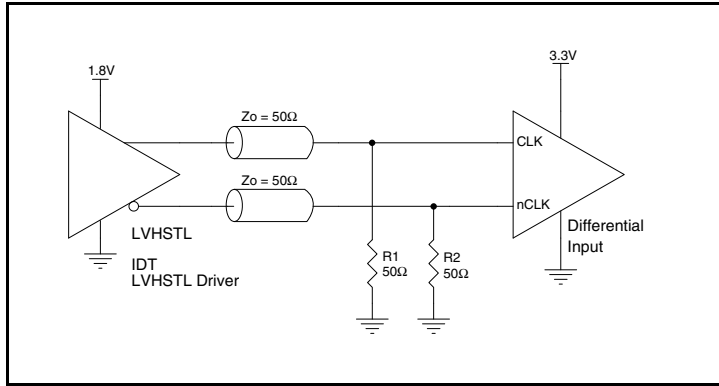 1.8V
3.3V
Zo = 50Ω
CLK
Zo = 50Ω
nCLK
LVHSTL
IDT
LVHSTL Driver
R1
50Ω
R2
50Ω
Differential
Input